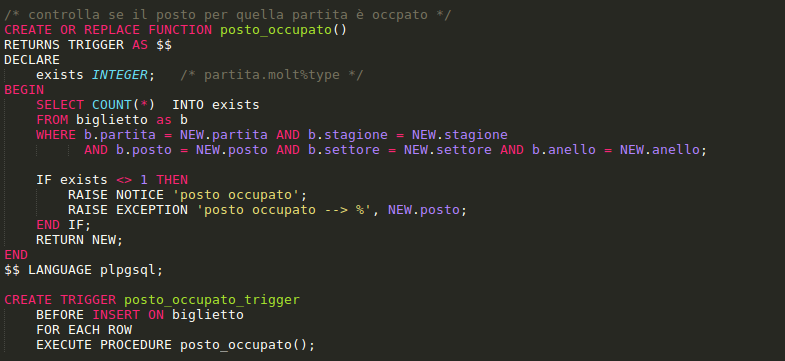 /* controlla se il posto per quella partita è occpato */
CREATE OR REPLACE FUNCTION posto_occupato()
RETURNS TRIGGER AS $$
DECLARE
    exists INTEGER;   /* partita.molt%type */
BEGIN
    SELECT COUNT(*)  INTO exists
    FROM biglietto as b
    WHERE b.partita = NEW.partita AND b.stagione = NEW.stagione
          AND b.posto = NEW.posto AND b.settore = NEW.settore AND b.anello = NEW.anello;
    IF exists <> 1 THEN
        RAISE NOTICE 'posto occupato';
        RAISE EXCEPTION 'posto occupato --> %', NEW.posto;
    END IF;
    RETURN NEW;
END
$$ LANGUAGE plpgsql;
CREATE TRIGGER posto_occupato_trigger
    BEFORE INSERT ON biglietto
    FOR EACH ROW
    EXECUTE PROCEDURE posto_occupato();